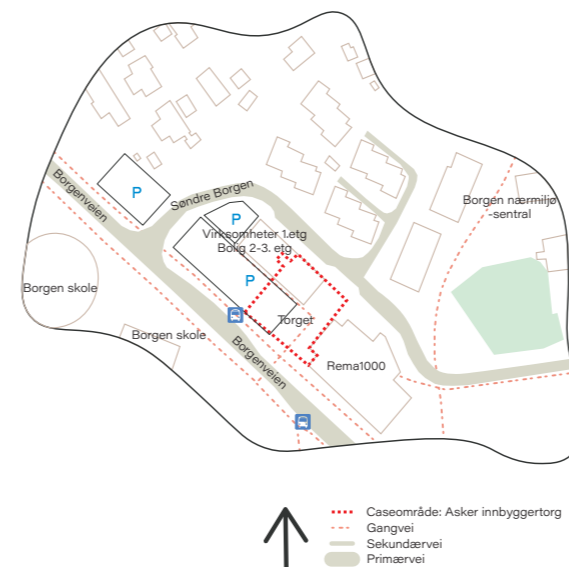 Borgenveien
P
Søndre Borgen
P
Virksomheter 1.etg
Bolig 2-3. etg
Borgen nærmiljø
-sentral
P
Borgen skole
Torget
Borgen skole
Borgenveien
Rema1000
Caseområde: Asker innbyggertorg
Gangvei
Sekundærvei
Primærvei